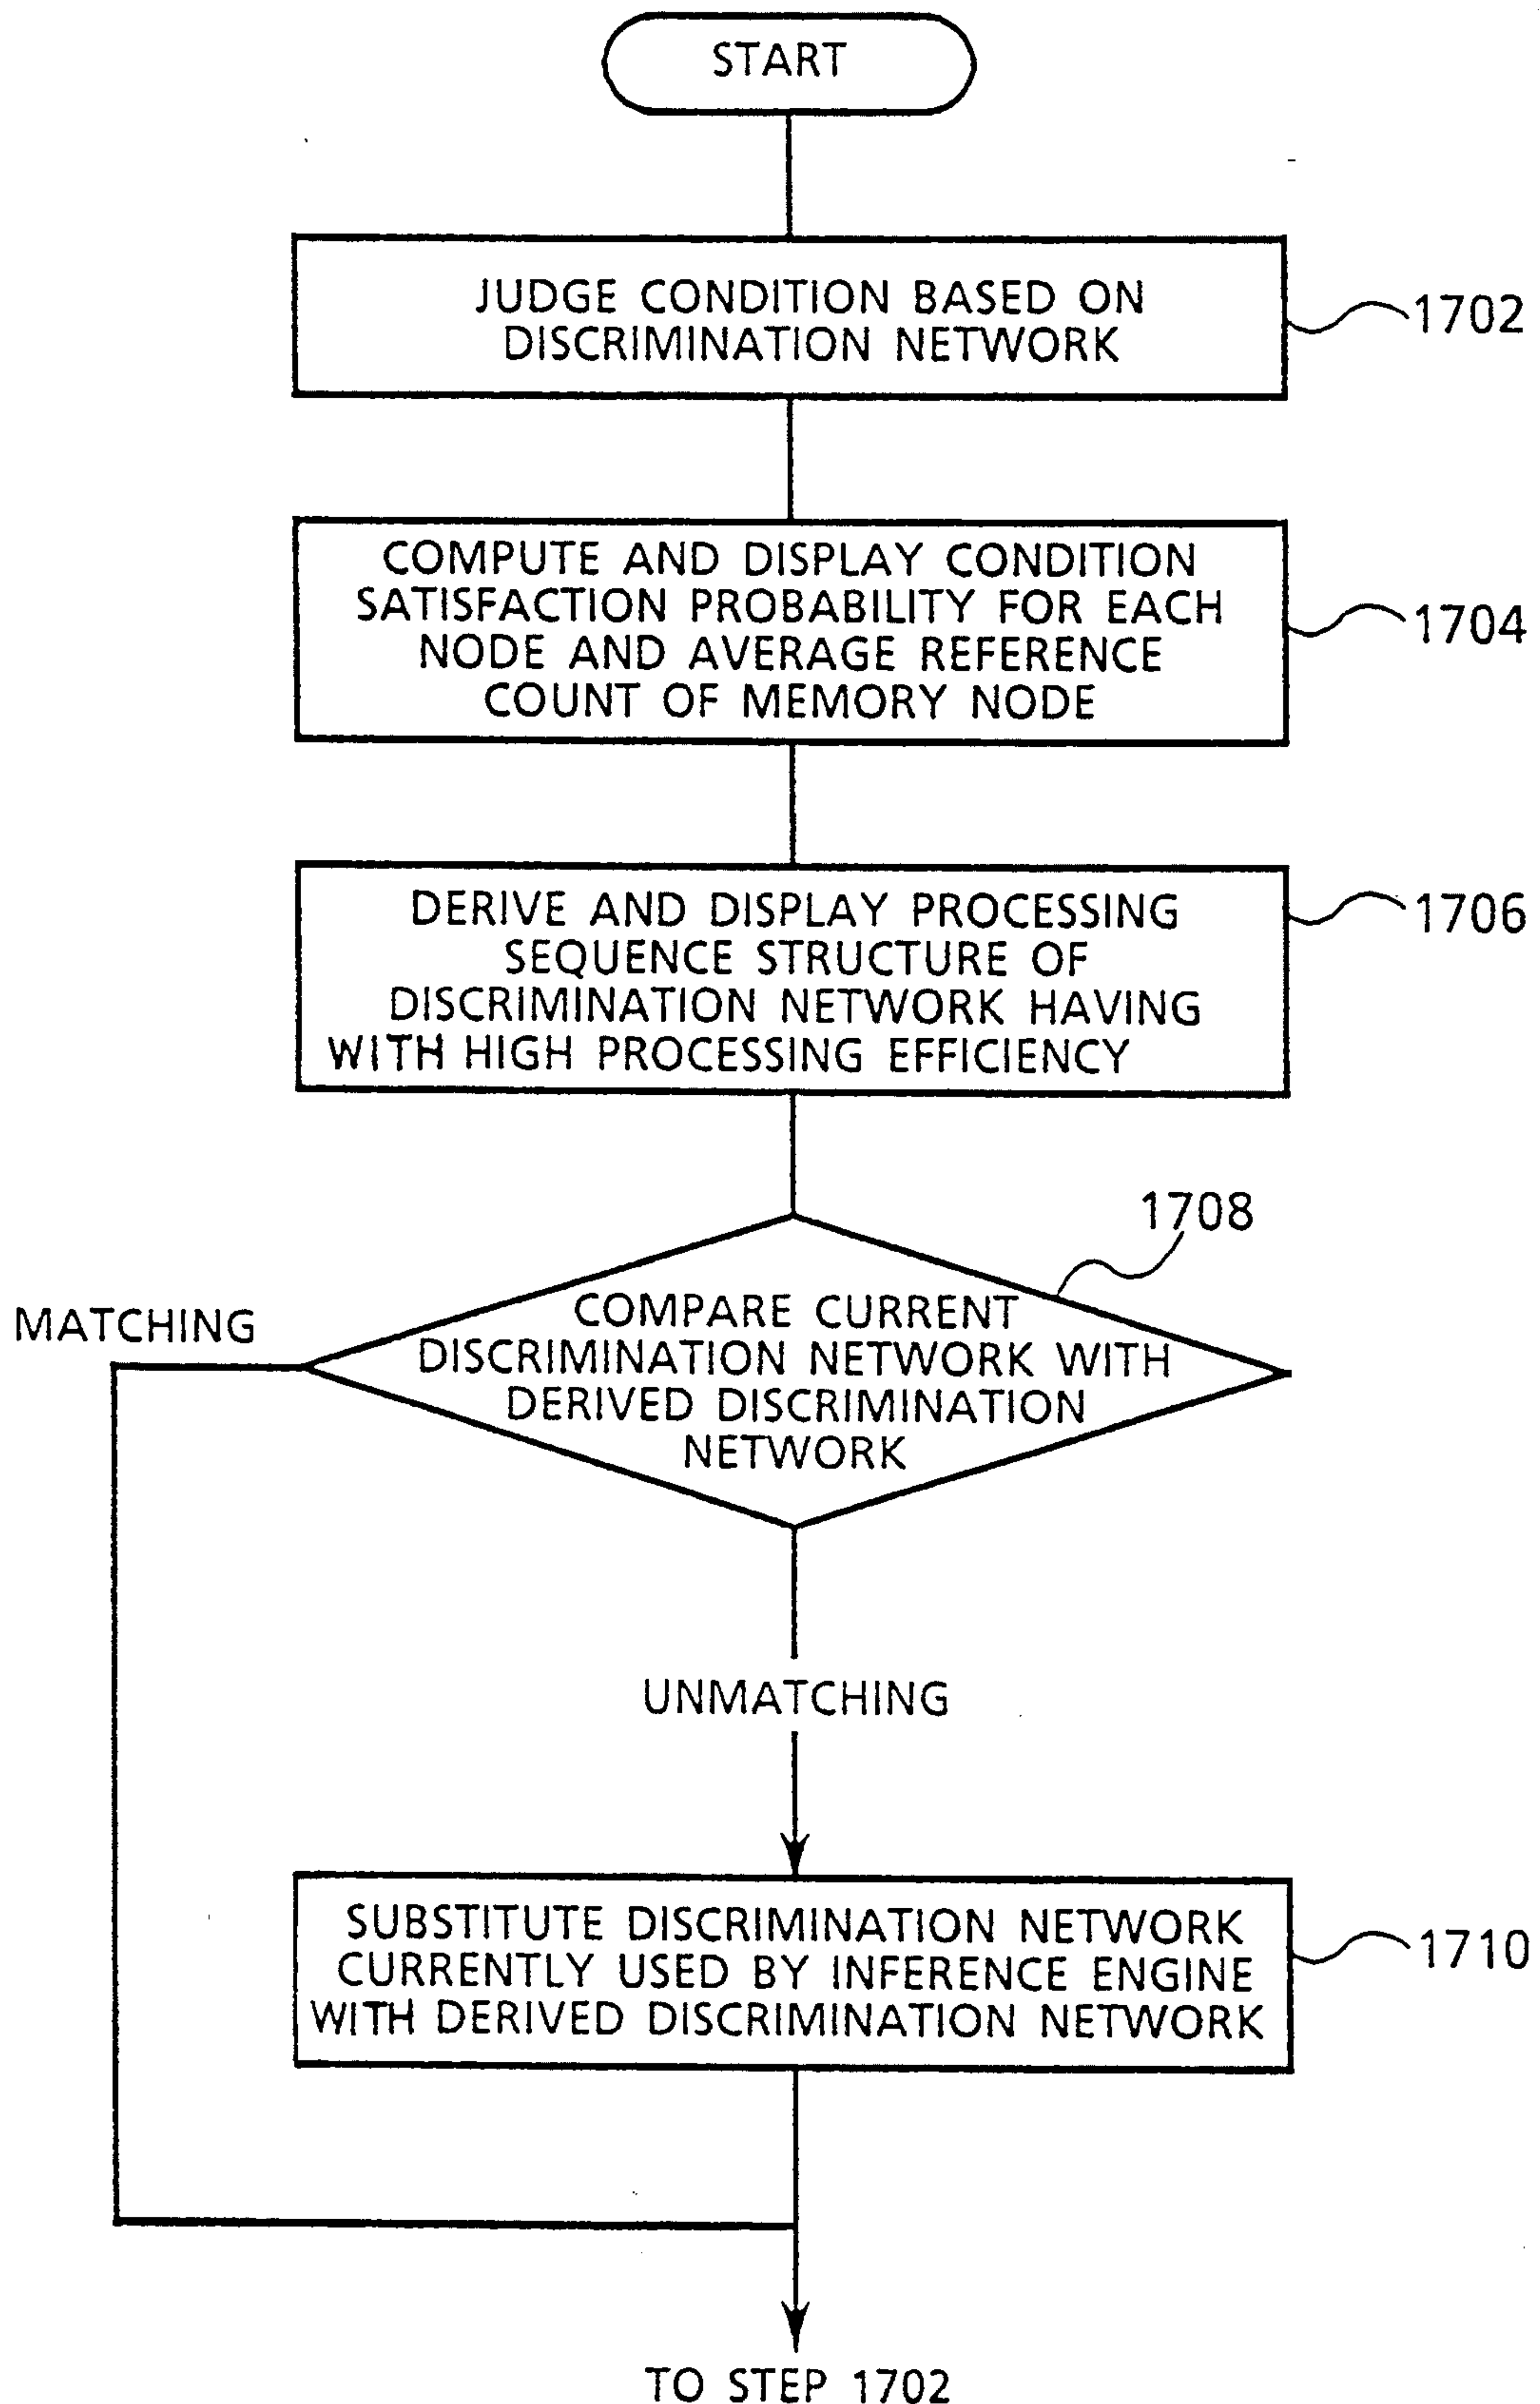 START
JUDGE CONDITION BASED ON
DISCRIMINATION NETWORK
1702
COMPUTE AND DISPLAY CONDITION
SATISFACTION PROBABILITY FOR EACH
NODE AND AVERAGE REFERENCE
COUNT OF MEMORY NODE
1704
DERIVE AND DISPLAY PROCESSING
SEQUENCE STRUCTURE OF
DISCRIMINATION NETWORK HAVING
WITH HIGH PROCESSING EFFICIENCY
1706
1708
MATCHING
COMPARE CURRENT
DISCRIMINATION NETWORK WITH
DERIVED DISCRIMINATION
NETWORK
UNMATCHING
SUBSTITUTE DISCRIMINATION NETWORK
CURRENTLY USED BY INFERENCE ENGINE
WITH DERIVED DISCRIMINATION NETWORK
1710
TO STEP 1702